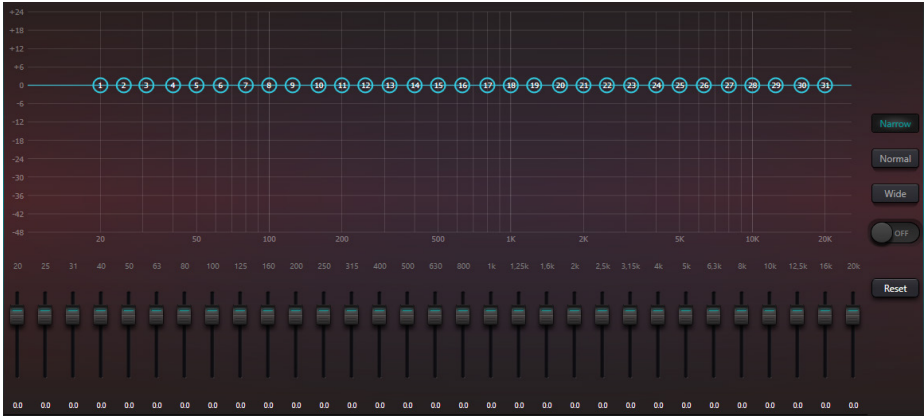 +24
+18
+12
+6
0
-6
-12
-18
-24
-30
-36
-42
-48
1 2 3 4 5 6 7 8 9 10 11 12 13 14 15 16 17 18 19 20 21 22 23 24 25 26 27 28 29 30 31
20 50 100 200 500 1K 2K 5K 10K 20K
Narrow
Normal
Wide
OFF
Reset
20 25 31 40 50 63 80 100 125 160 200 250 315 400 500 630 800 1k 1,25k 1,6k 2k 2,5k 3,15k 4k 5k 6,3k 8k 10k 12,5k 16k 20k
0.0 0.0 0.0 0.0 0.0 0.0 0.0 0.0 0.0 0.0 0.0 0.0 0.0 0.0 0.0 0.0 0.0 0.0 0.0 0.0 0.0 0.0 0.0 0.0 0.0 0.0 0.0 0.0 0.0 0.0 0.0